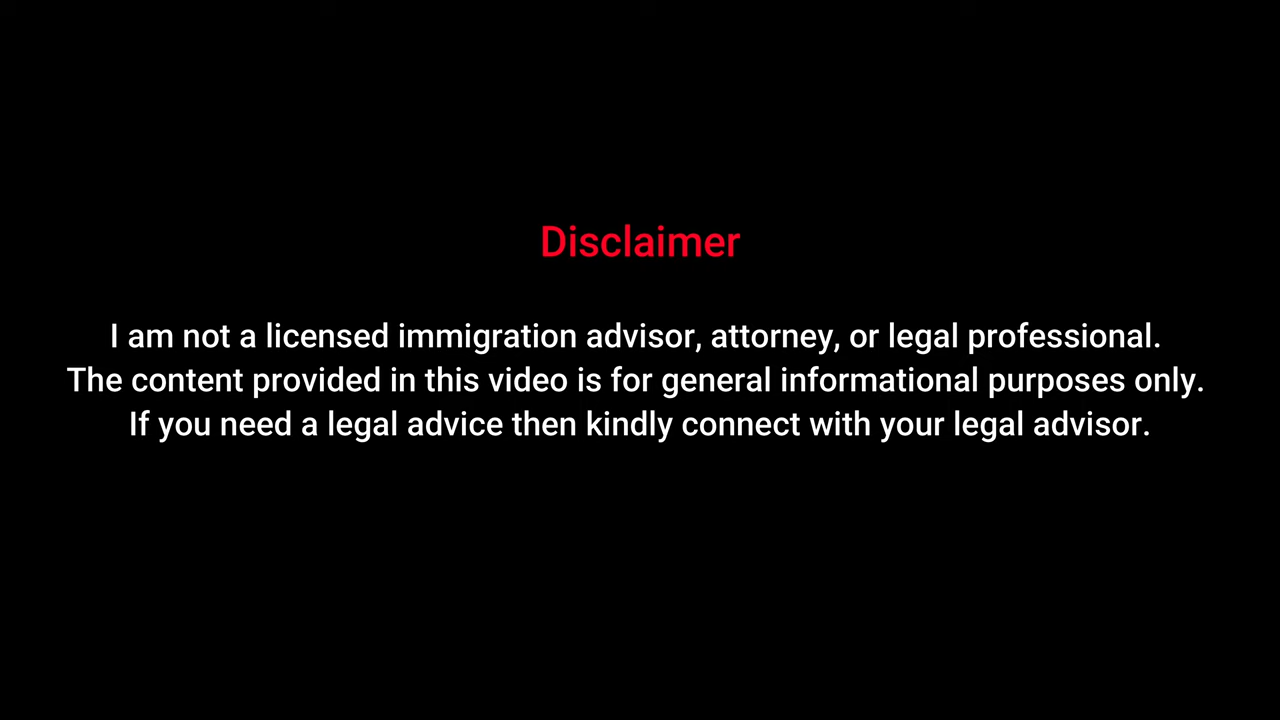 Disclaimer
I am not a licensed immigration advisor, attorney, or legal professional.
The content provided in this video is for general informational purposes only.
If you need a legal advice then kindly connect with your legal advisor.